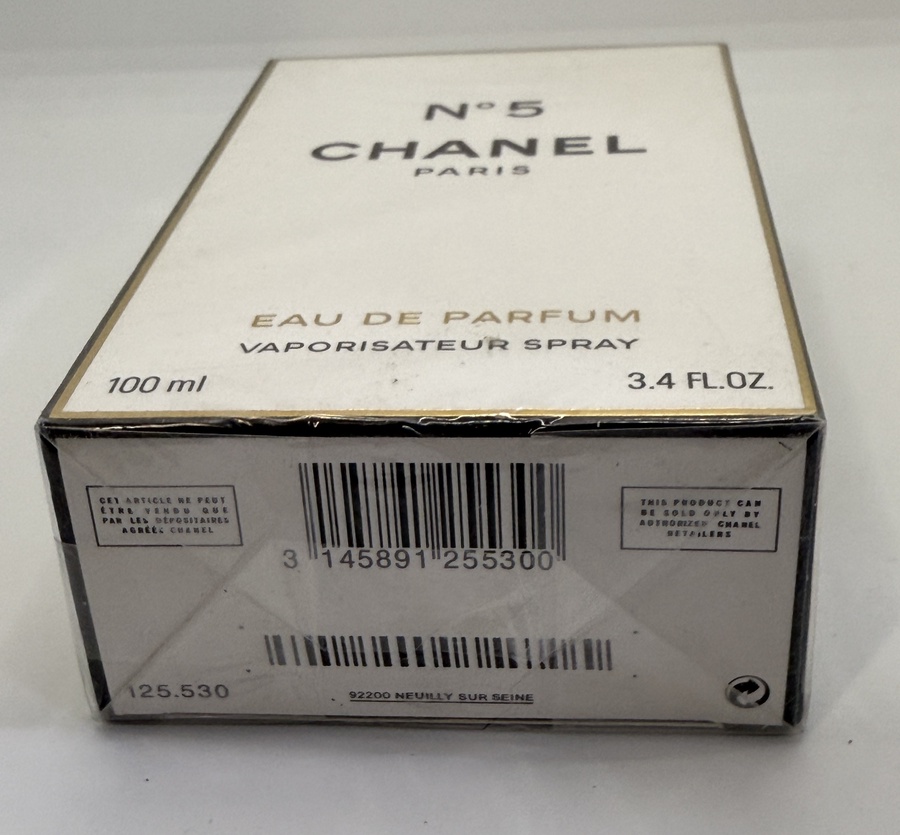 N° 5
CHANEL
PARIS
EAU DE PARFUM
VAPORISATEUR SPRAY
100 ml
3.4 FL.OZ.
CET ARTICLE NE PEUT
ÊTRE VENDU QUE
PAR LES DÉPOSITAIRES
AGRÉÉS CHANEL
THIS PRODUCT CAN
BE SOLD ONLY BY
AUTHORIZED CHANEL
RETAILERS
3 145891 255300
125.530
92200 NEUILLY SUR SEINE